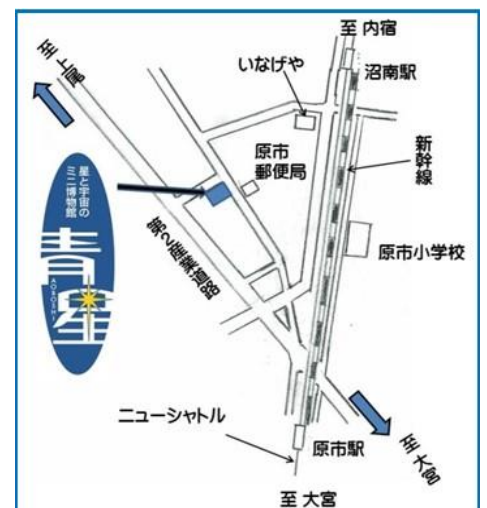 至 内宿
至 上尾
沼南駅
いなげや
新幹線
原市
郵便局
星と宇宙の
ミニ博物館
青星
AOBOSHI
第2産業道路
原市小学校
ニューシャトル
原市駅
至 大宮
至 大宮